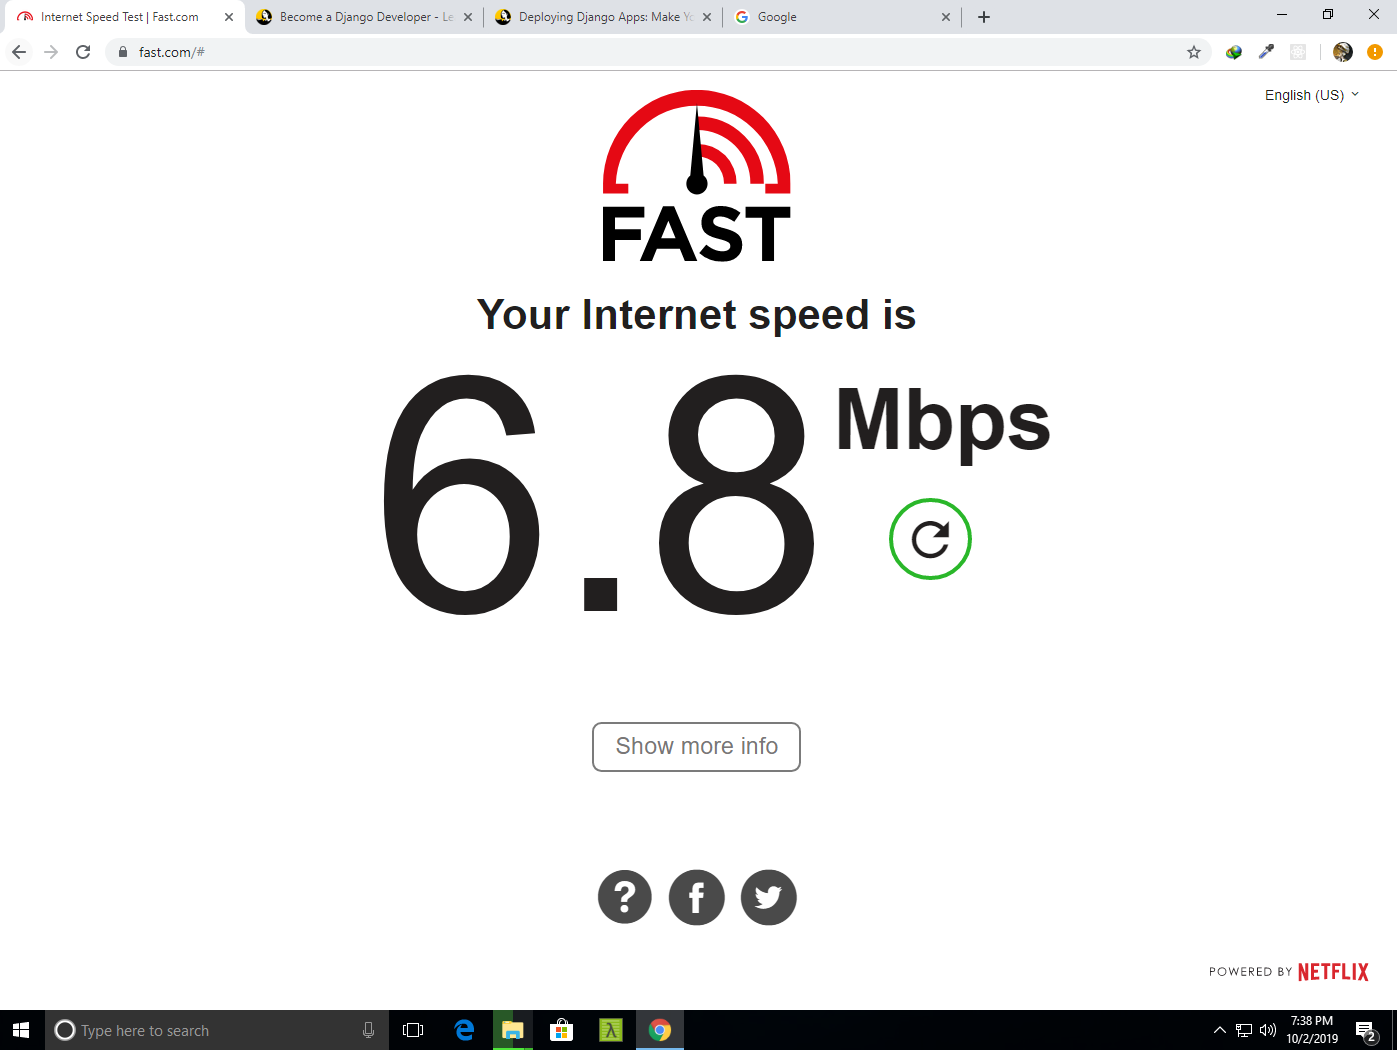 Internet Speed Test | Fast.com
Become a Django Developer - Le
Deploying Django Apps: Make Yo
Google
fast.com/#
English (US)
FAST
Your Internet speed is
6.8 Mbps
Show more info
POWERED BY NETFLIX
Type here to search
7:38 PM
10/2/2019
2